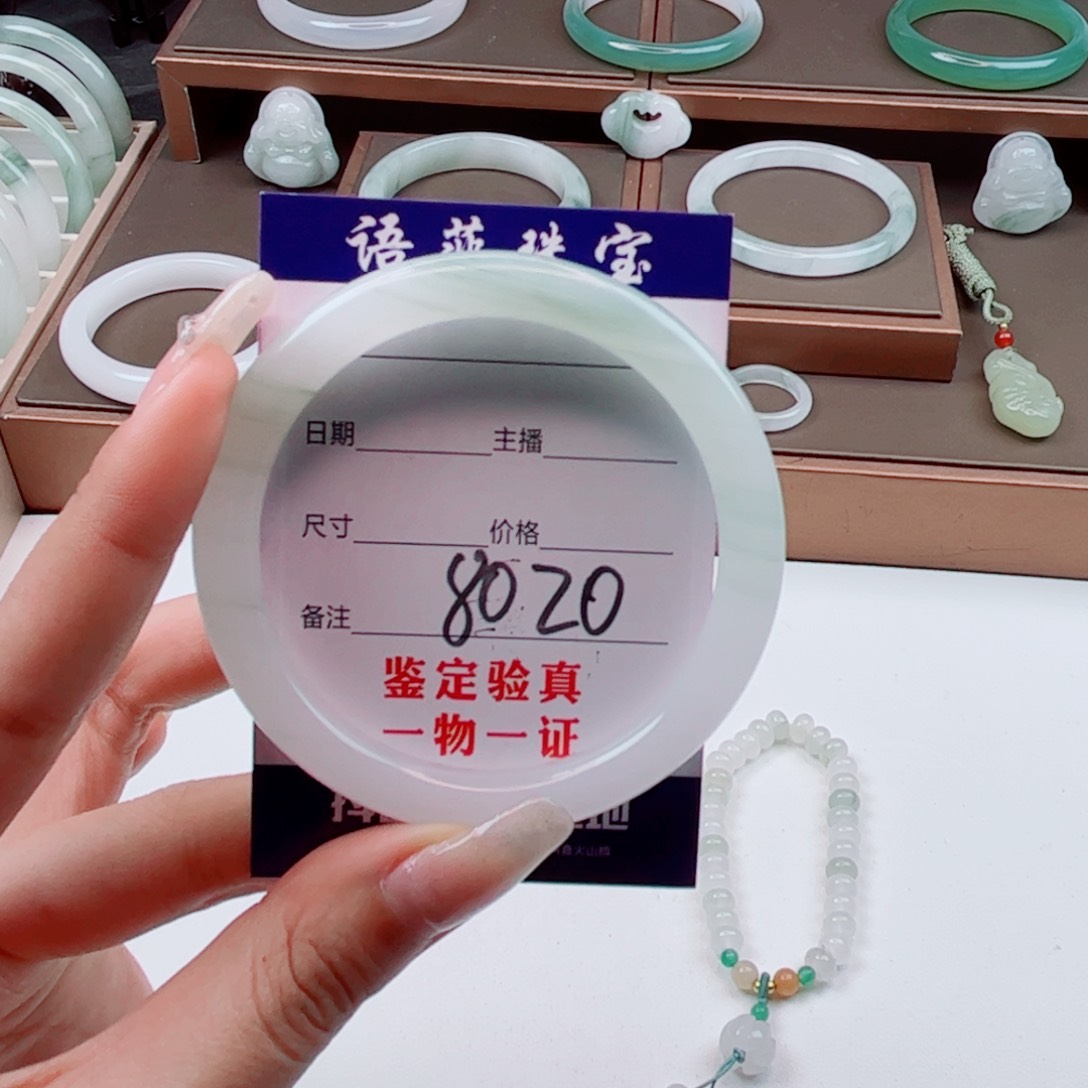 语莎珠宝
日期 主播
尺寸 价格
备注 8020
鉴定验真
一物一证